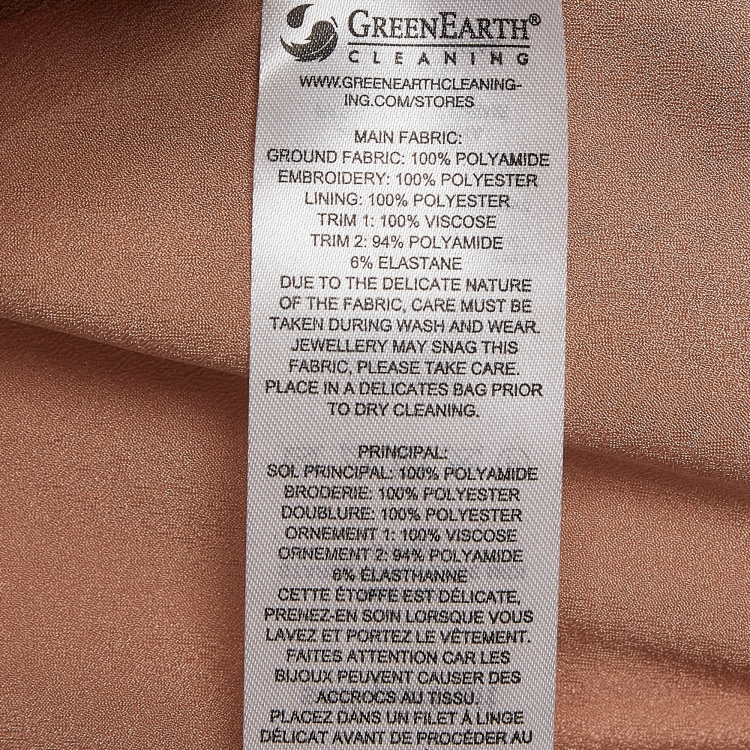 GREENEARTH®
CLEANING
WWW.GREENEARTHCLEANING-
ING.COM/STORES
MAIN FABRIC:
GROUND FABRIC: 100% POLYAMIDE
EMBROIDERY: 100% POLYESTER
LINING: 100% POLYESTER
TRIM 1: 100% VISCOSE
TRIM 2: 94% POLYAMIDE
6% ELASTANE
DUE TO THE DELICATE NATURE
OF THE FABRIC, CARE MUST BE
TAKEN DURING WASH AND WEAR.
JEWELLERY MAY SNAG THIS
FABRIC, PLEASE TAKE CARE.
PLACE IN A DELICATES BAG PRIOR
TO DRY CLEANING.
PRINCIPAL:
SOL PRINCIPAL: 100% POLYAMIDE
BRODERIE: 100% POLYESTER
DOUBLURE: 100% POLYESTER
ORNEMENT 1: 100% VISCOSE
ORNEMENT 2: 94% POLYAMIDE
6% ÉLASTHANNE
CETTE ÉTOFFE EST DÉLICATE,
PRENEZ-EN SOIN LORSQUE VOUS
LAVEZ ET PORTEZ LE VÊTEMENT.
FAITES ATTENTION CAR LES
BIJOUX PEUVENT CAUSER DES
ACCROCS AU TISSU.
PLACEZ DANS UN FILET À LINGE
DÉLICAT AVANT DE PROCÉDER AU